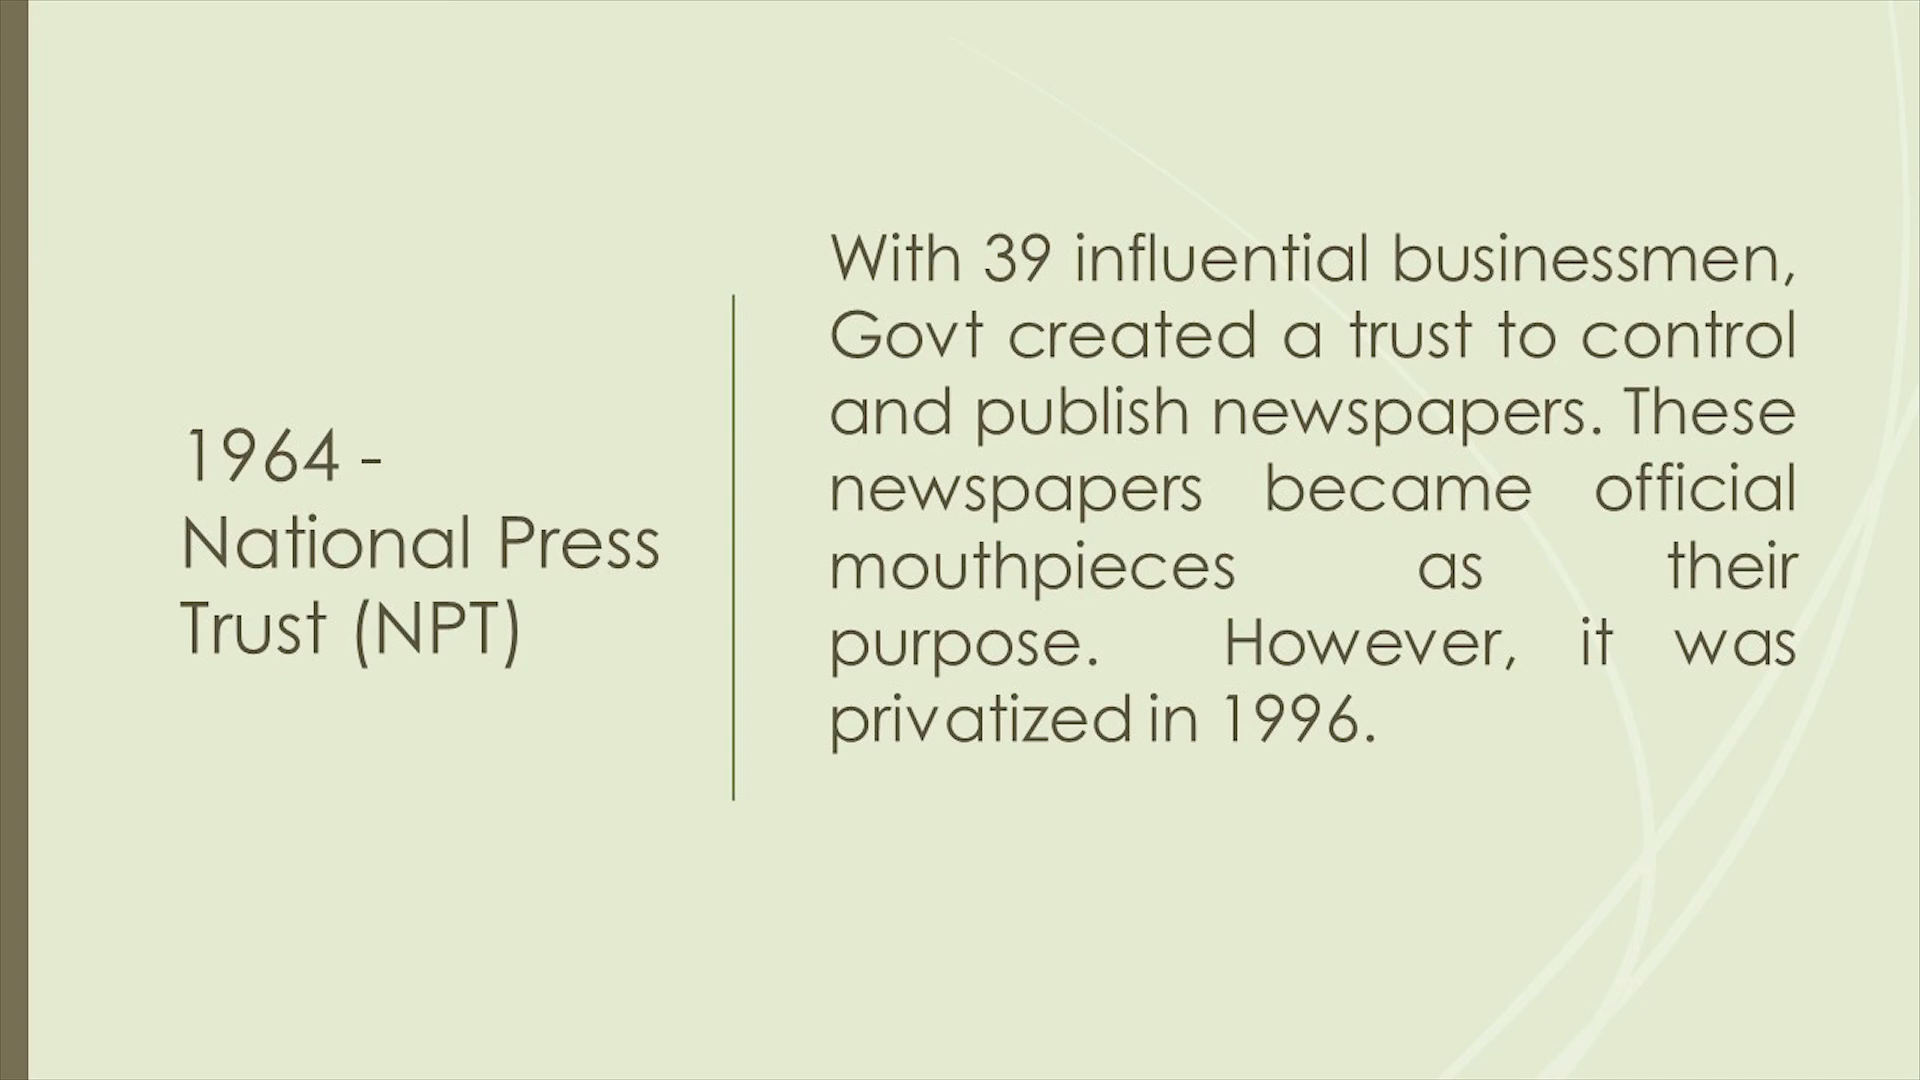 1964 -
National Press
Trust (NPT)
With 39 influential businessmen,
Govt created a trust to control
and publish newspapers. These
newspapers became official
mouthpieces as their
purpose. However, it was
privatized in 1996.